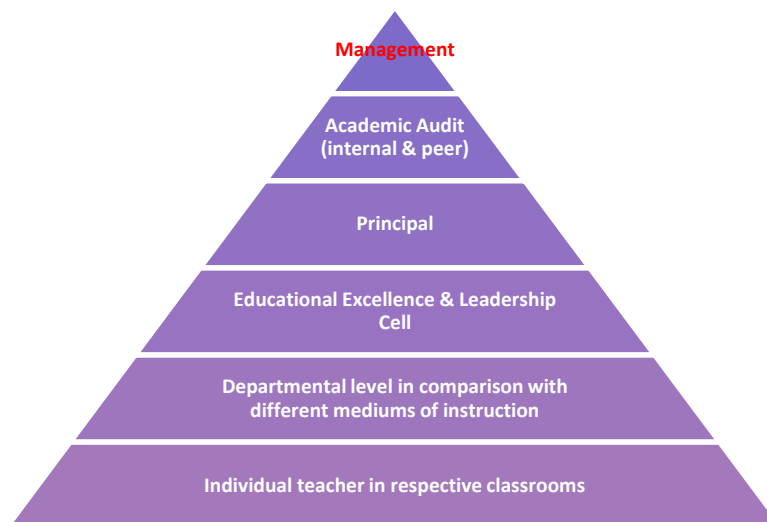 Management
Academic Audit
(internal & peer)
Principal
Educational Excellence & Leadership
Cell
Departmental level in comparison with
different mediums of instruction
Individual teacher in respective classrooms